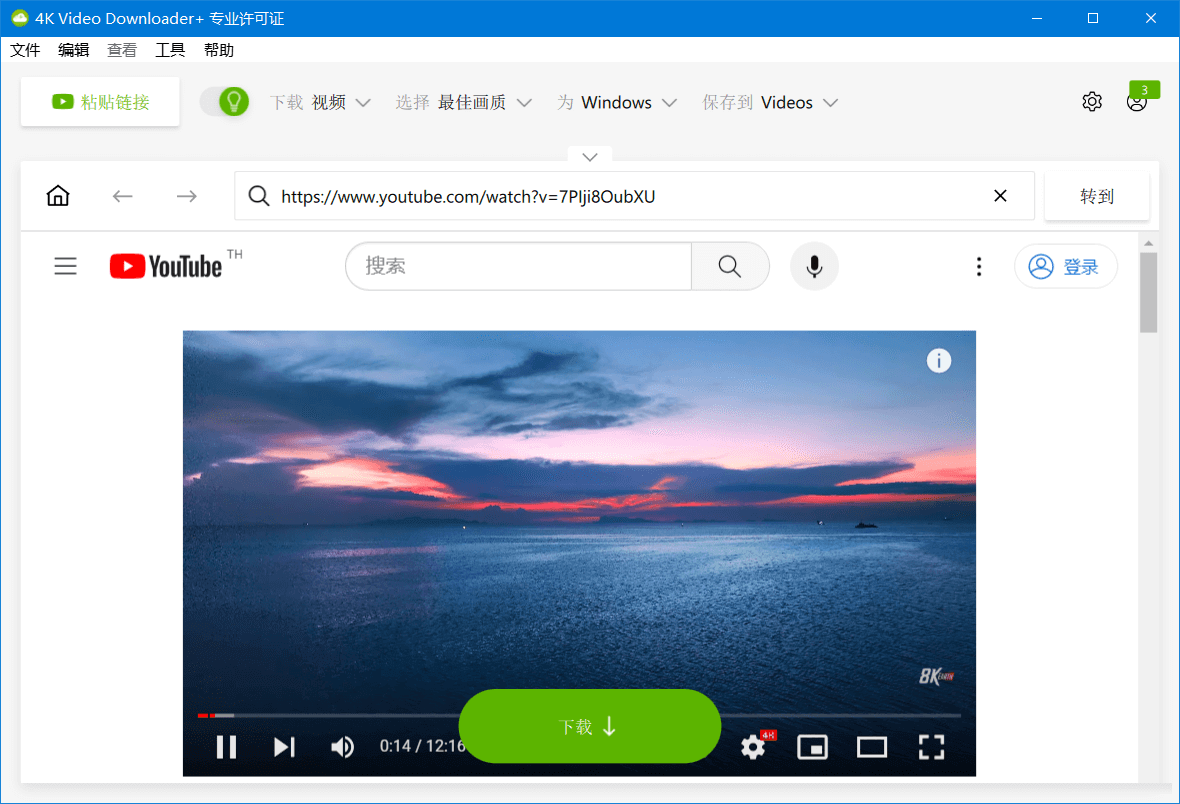 4K Video Downloader+ 专业许可证
文件 编辑 查看 工具 帮助
粘贴链接 下载 视频 选择 最佳画质 为 Windows 保存到 Videos 3
https://www.youtube.com/watch?v=7PIji8OubXU 转到
YouTube TH 搜索 登录
8K EARTH
下载
0:14 / 12:16 4K